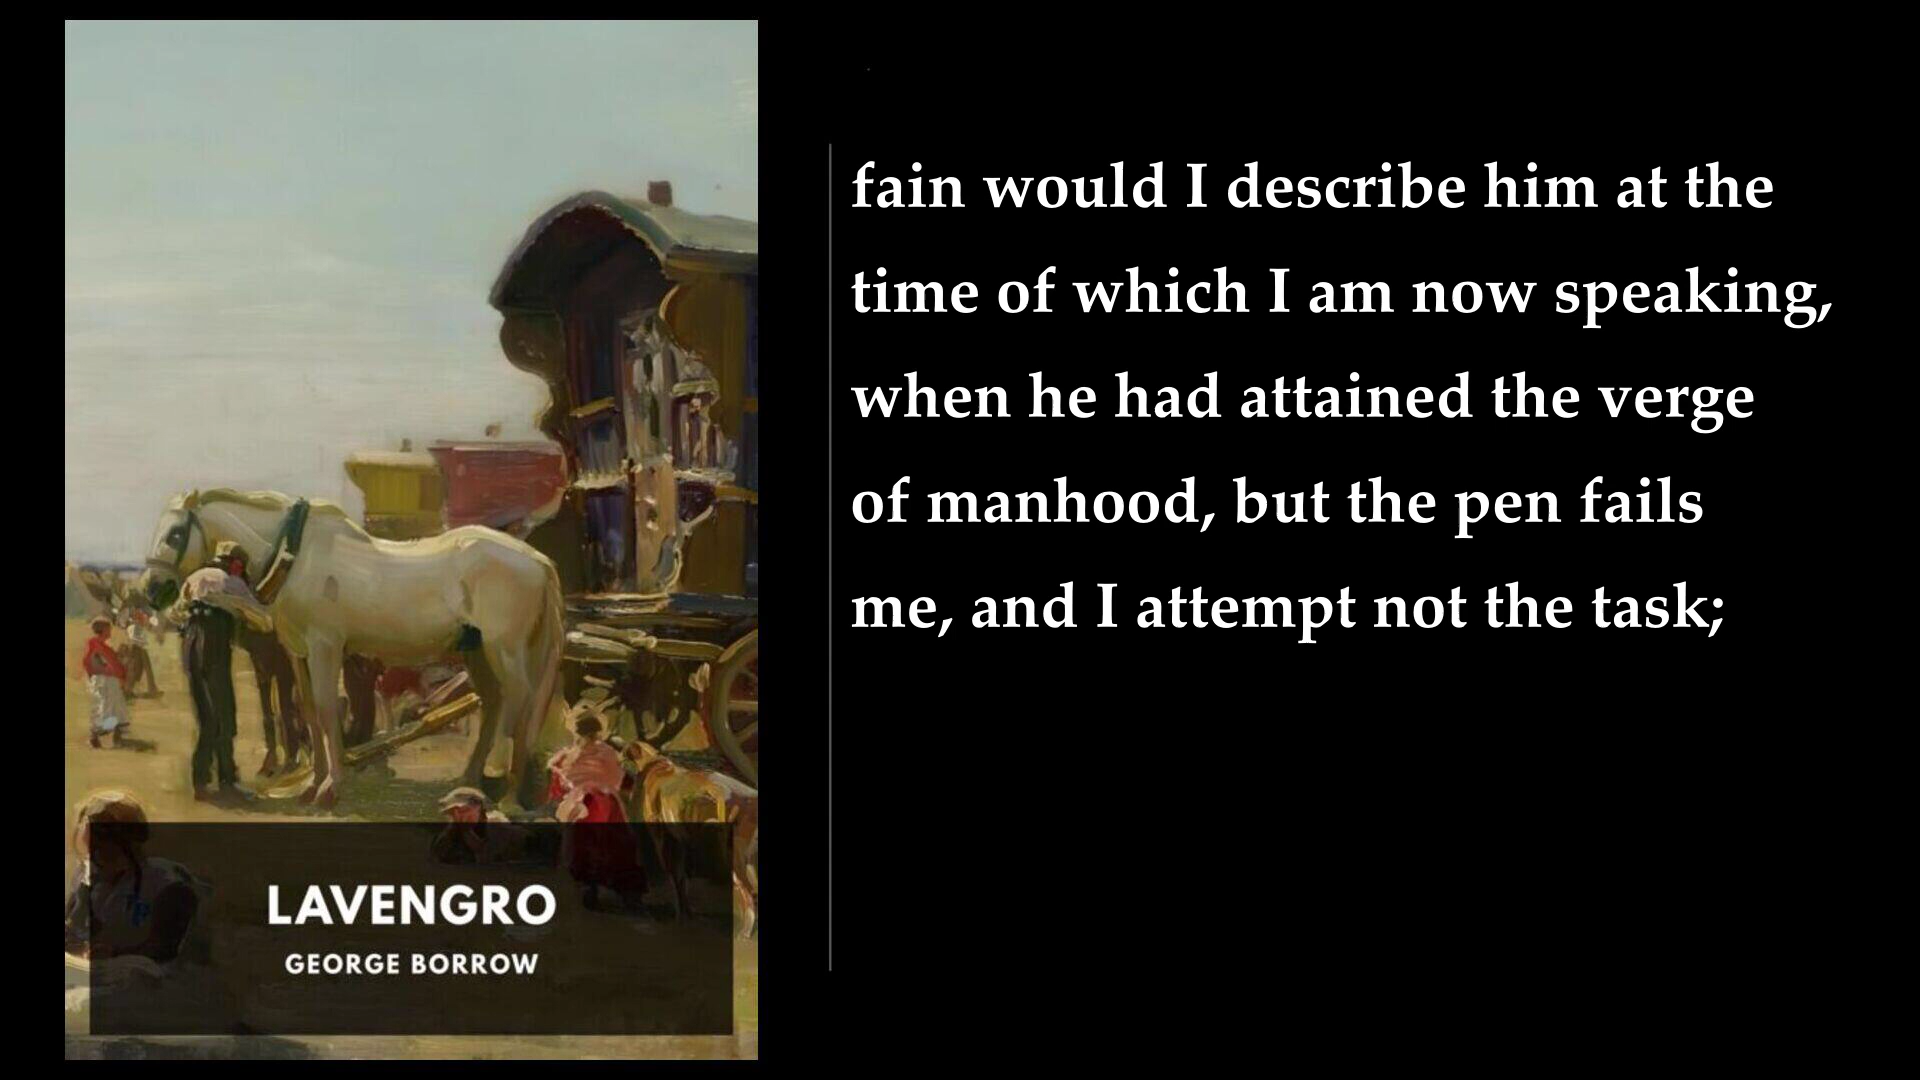 LAVENGRO
GEORGE BORROW
fain would I describe him at the
time of which I am now speaking,
when he had attained the verge
of manhood, but the pen fails
me, and I attempt not the task;